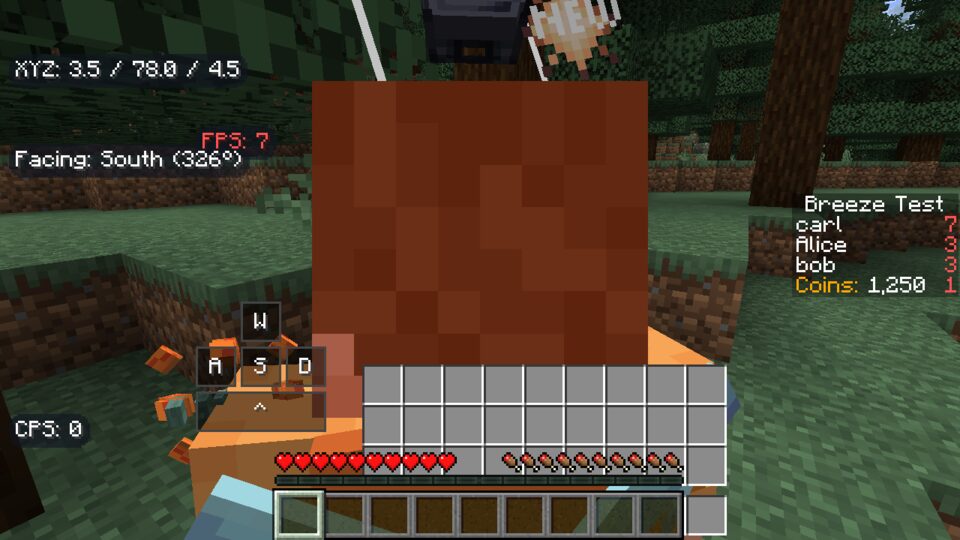 NEW
XYZ: 3.5 / 78.0 / 4.5
FPS: 7
Facing: South (326°)
Breeze Test
carl 7
Alice 3
bob 3
Coins: 1,250 1
W
A S D
^
CPS: 0